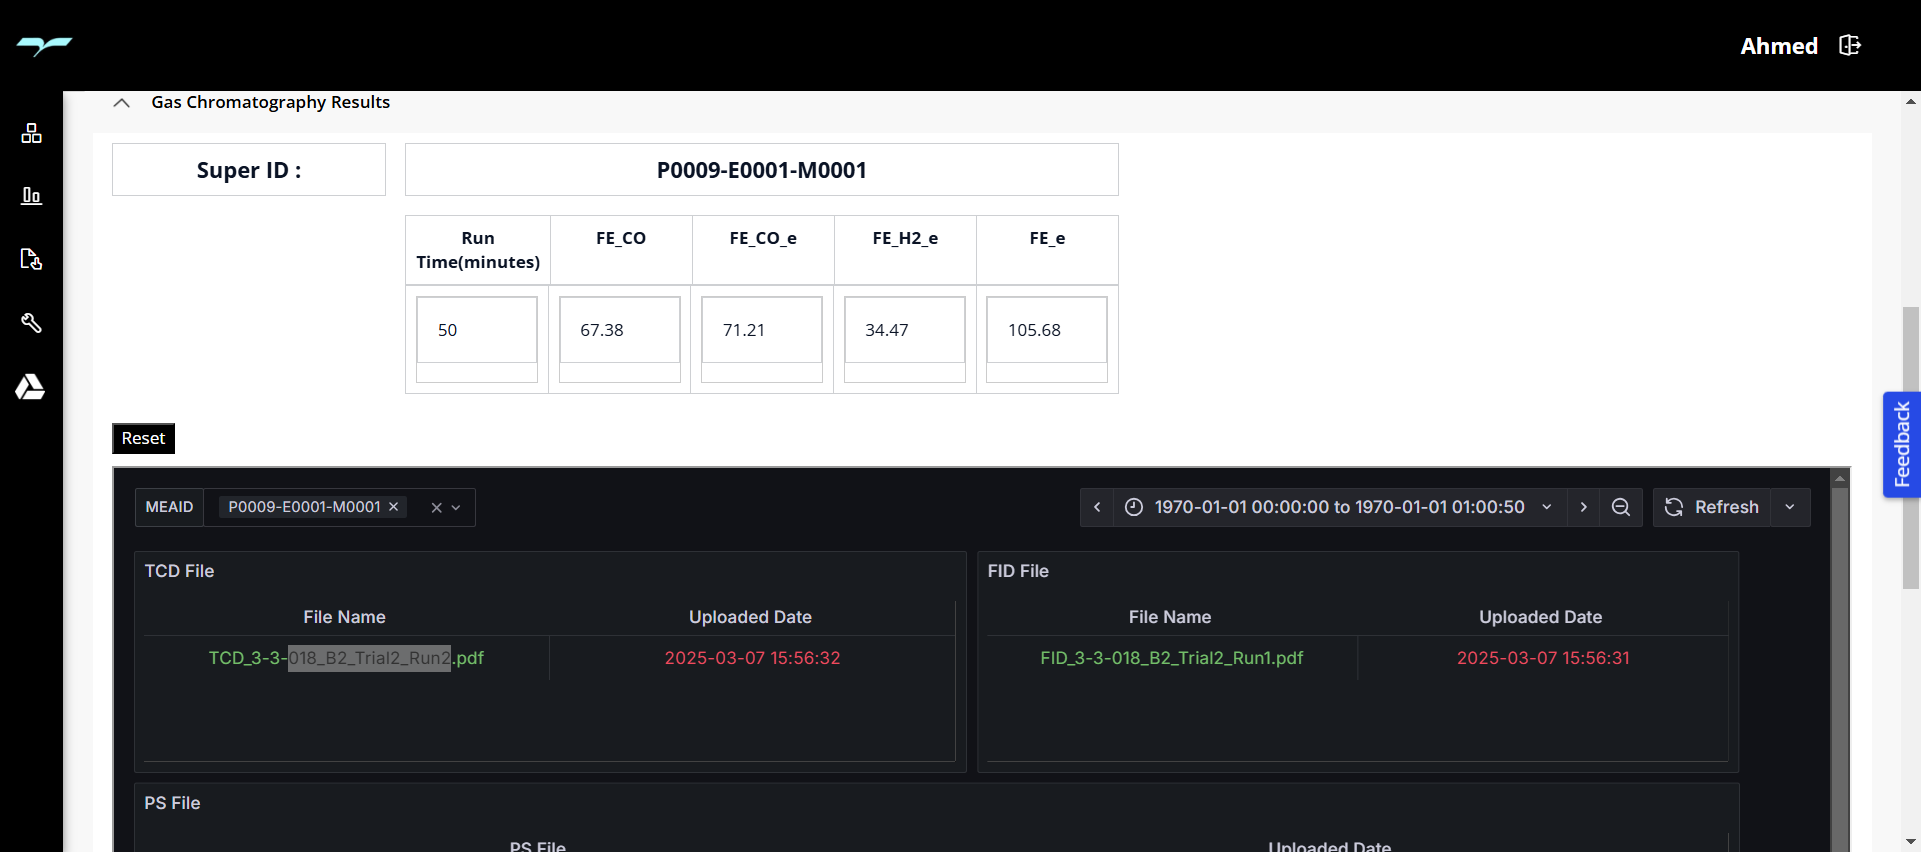 Ahmed
Gas Chromatography Results
Super ID :
P0009-E0001-M0001
Run Time(minutes)
FE_CO
FE_CO_e
FE_H2_e
FE_e
50
67.38
71.21
34.47
105.68
Reset
Feedback
MEAID
P0009-E0001-M0001
1970-01-01 00:00:00 to 1970-01-01 01:00:50
Refresh
TCD File
File Name
Uploaded Date
TCD_3-3-018_B2_Trial2_Run2.pdf
2025-03-07 15:56:32
FID File
File Name
Uploaded Date
FID_3-3-018_B2_Trial2_Run1.pdf
2025-03-07 15:56:31
PS File
PS File
Uploaded Date